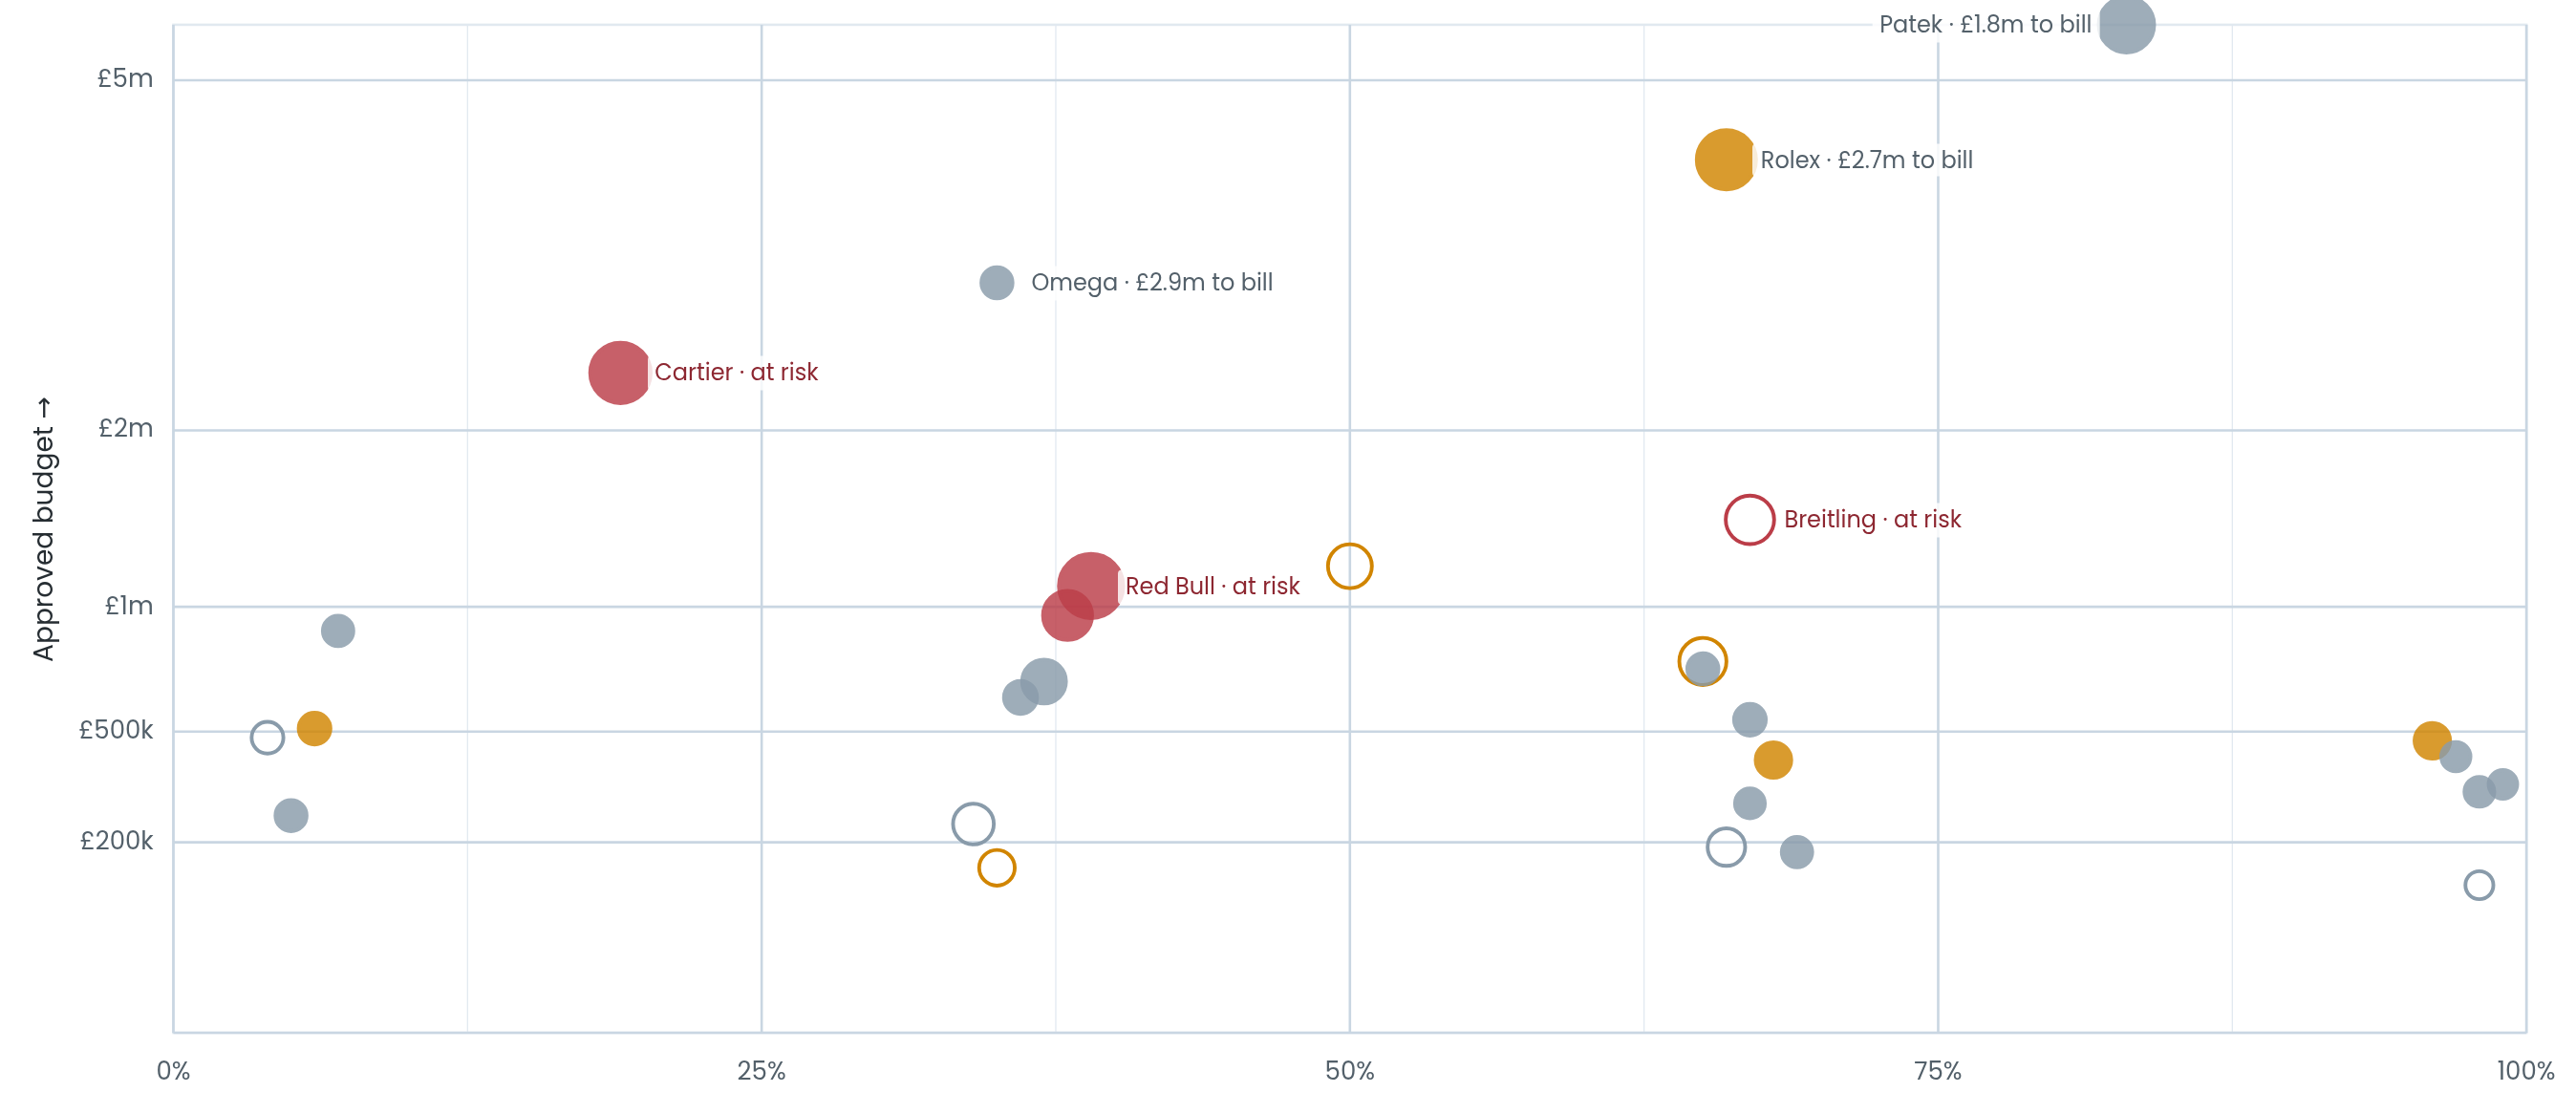 Patek · £1.8m to bill
£5m
Rolex · £2.7m to bill
Omega · £2.9m to bill
Cartier · at risk
£2m
Approved budget →
Breitling · at risk
Red Bull · at risk
£1m
£500k
£200k
0%
25%
50%
75%
100%